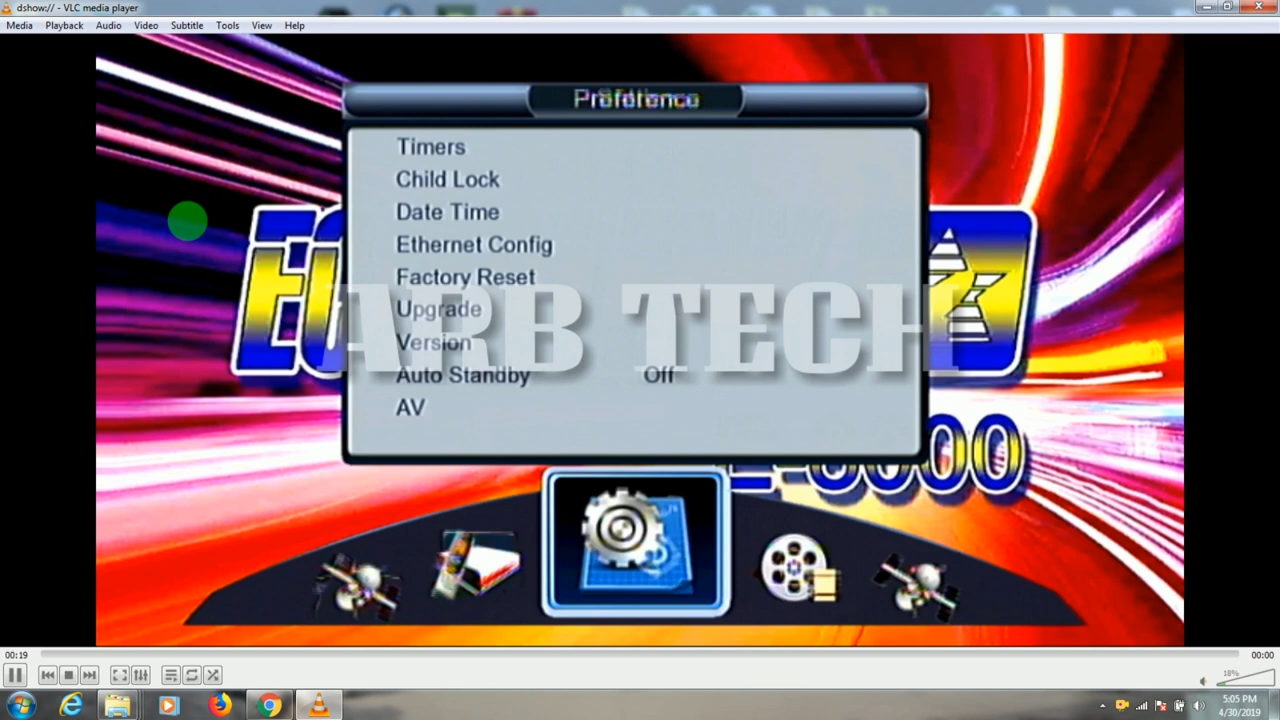 dshow:// - VLC media player
Media Playback Audio Video Subtitle Tools View Help
Timers
Child Lock
Date Time
Ethernet Config
Factory Reset
Upgrade
Version
Auto Standby Off
AV
ARB TECH
00:19
00:00
18%
5:05 PM
4/30/2019